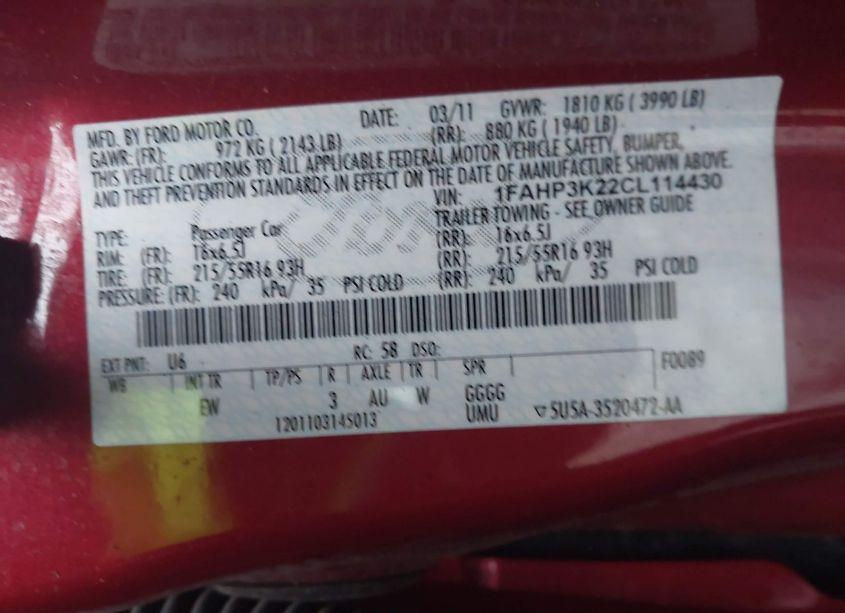 MFD. BY FORD MOTOR CO. DATE: 03/11 GVWR: 1810 KG ( 3990 LB)
GAWR: (FR): 972 KG ( 2143 LB) (RR): 880 KG ( 1940 LB)
THIS VEHICLE CONFORMS TO ALL APPLICABLE FEDERAL MOTOR VEHICLE SAFETY, BUMPER,
AND THEFT PREVENTION STANDARDS IN EFFECT ON THE DATE OF MANUFACTURE SHOWN ABOVE.
VIN: 1FAHP3K22CL114430
TYPE: Passenger Car TRAILER TOWING - SEE OWNER GUIDE
RIM: (FR): 16x6.5J (RR): 16x6.5J
TIRE: (FR): 215/55R16 93H (RR): 215/55R16 93H
PRESSURE: (FR): 240 kPa/ 35 PSI COLD (RR): 240 kPa/ 35 PSI COLD
EXT PNT: U6 RC: 58 DSO: F0089
WB INT TR TP/PS R AXLE TR SPR
EW 3 AU W GGGG
1201103145013 UMU ▽5U5A-3520472-AA